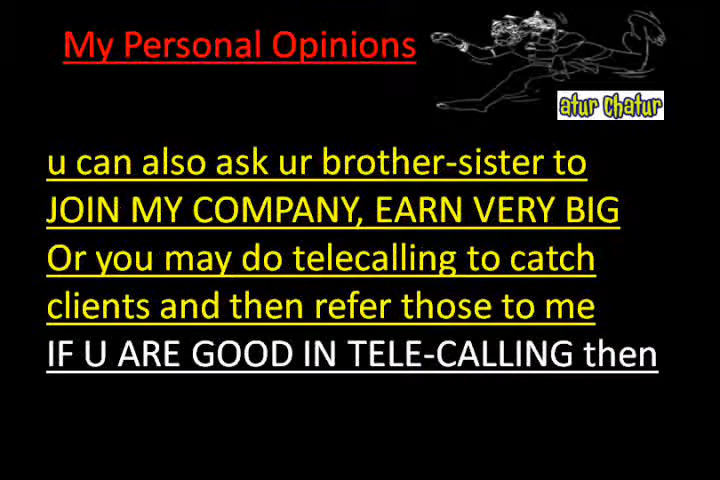 My Personal Opinions
atur chatur
u can also ask ur brother-sister to
JOIN MY COMPANY, EARN VERY BIG
Or you may do telecalling to catch
clients and then refer those to me
IF U ARE GOOD IN TELE-CALLING then